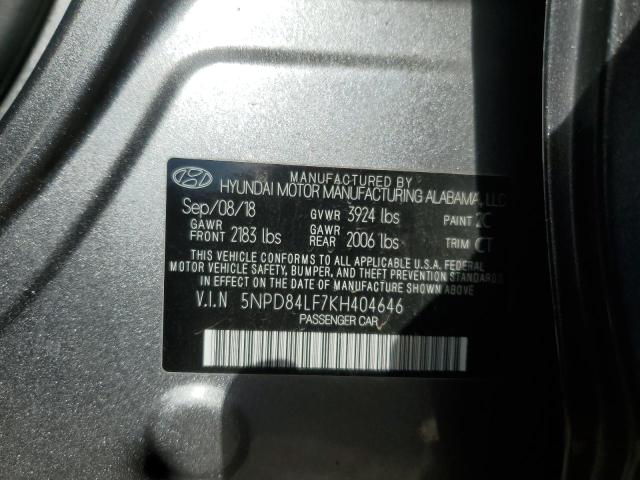 MANUFACTURED BY
HYUNDAI MOTOR MANUFACTURING ALABAMA, LLC
Sep/08/18 GVWR 3924 lbs PAINT 2C
GAWR FRONT 2183 lbs GAWR REAR 2006 lbs TRIM CT
THIS VEHICLE CONFORMS TO ALL APPLICABLE U.S.A. FEDERAL
MOTOR VEHICLE SAFETY, BUMPER, AND THEFT PREVENTION STANDARDS
IN EFFECT ON THE DATE OF MANUFACTURE SHOWN ABOVE.
V.I.N 5NPD84LF7KH404646
PASSENGER CAR